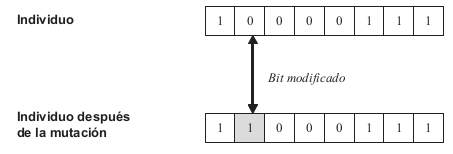 Individuo
1 0 0 0 0 1 1 1
Bit modificado
Individuo después
de la mutación
1 1 0 0 0 1 1 1